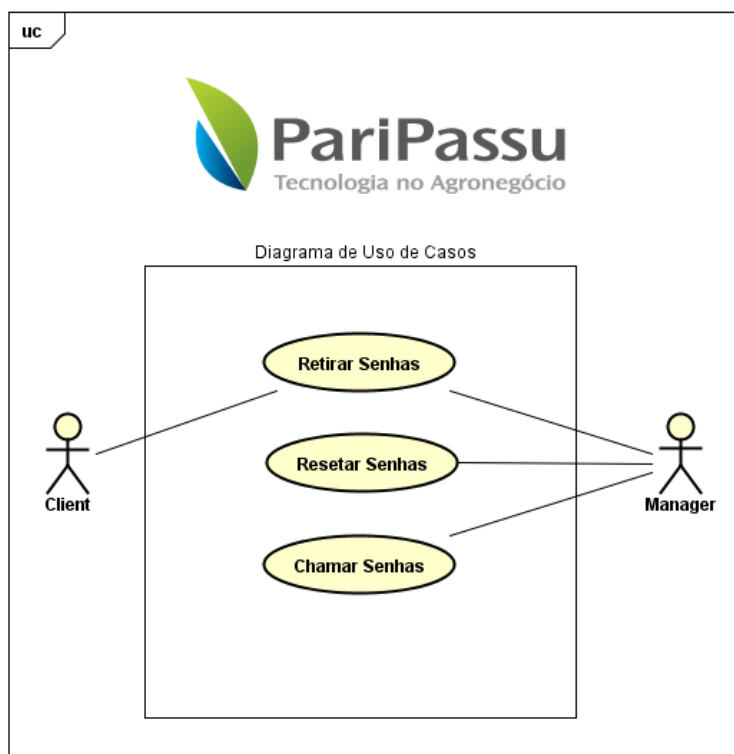 uc
PariPassu
Tecnologia no Agronegócio
Diagrama de Uso de Casos
Retirar Senhas
Resetar Senhas
Client
Manager
Chamar Senhas